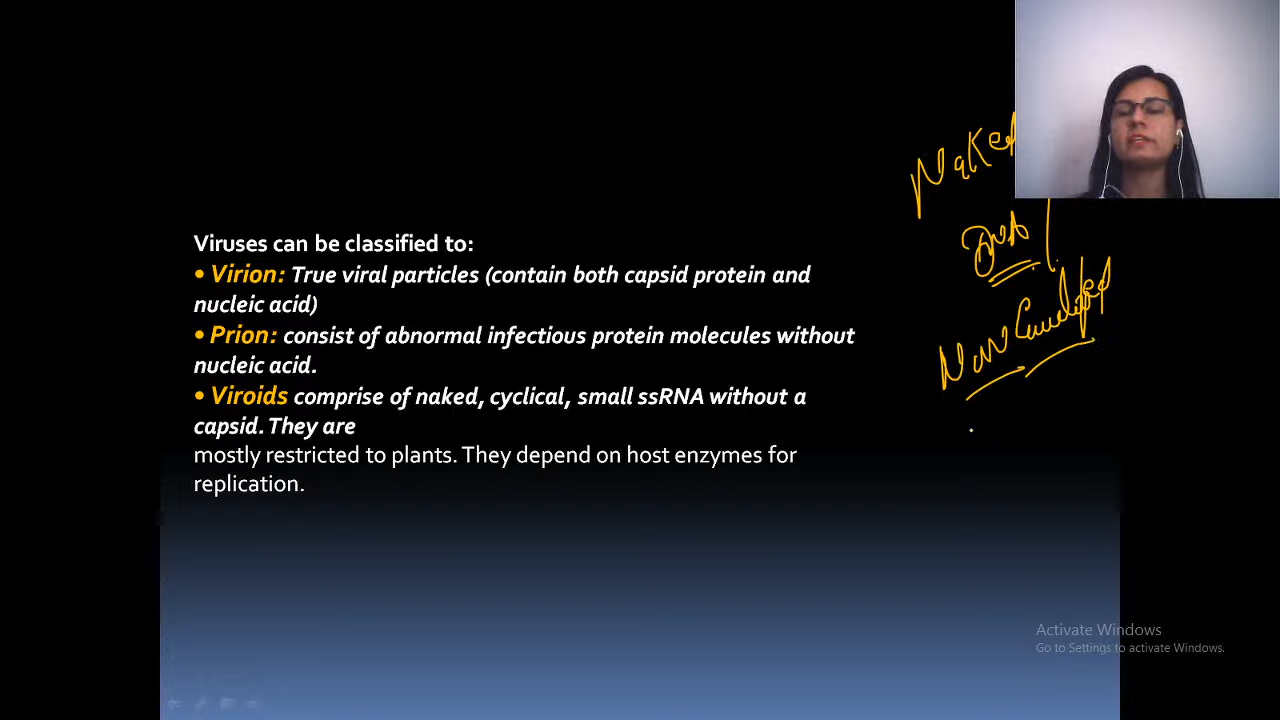 Viruses can be classified to:
• Virion: True viral particles (contain both capsid protein and
nucleic acid)
• Prion: consist of abnormal infectious protein molecules without
nucleic acid.
• Viroids comprise of naked, cyclical, small ssRNA without a
capsid. They are
mostly restricted to plants. They depend on host enzymes for
replication.
Naked
DNA
Non Enveloped
Activate Windows
Go to Settings to activate Windows.